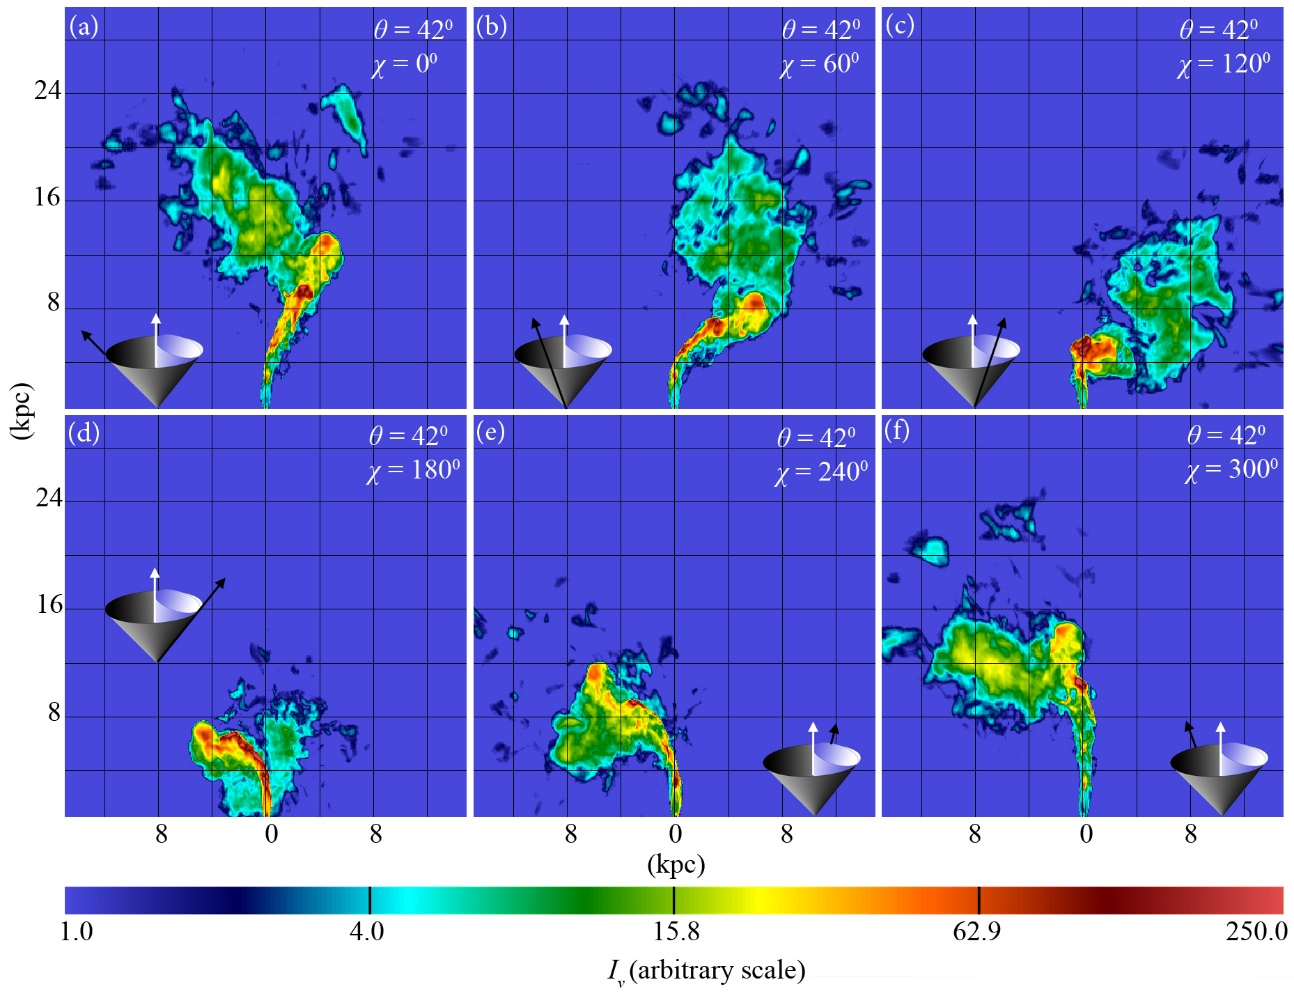 (a) θ = 42⁰
χ = 0⁰
(b) θ = 42⁰
χ = 60⁰
(c) θ = 42⁰
χ = 120⁰
24
16
8
(kpc)
(d) θ = 42⁰
χ = 180⁰
(e) θ = 42⁰
χ = 240⁰
(f) θ = 42⁰
χ = 300⁰
24
16
8
8 0 8 8 0 8 8 0 8
(kpc)
1.0 4.0 15.8 62.9 250.0
Iᵥ (arbitrary scale)